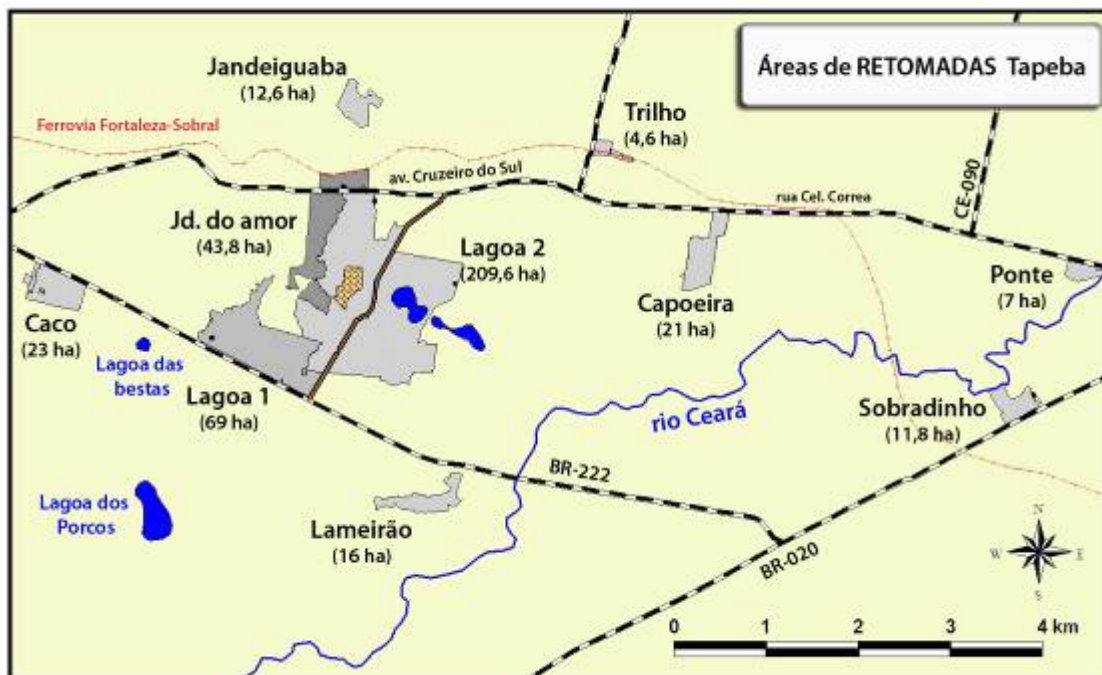 Áreas de RETOMADAS Tapeba
Jandeiguaba
(12,6 ha)
Trilho
(4,6 ha)
Ferrovia Fortaleza-Sobral
av. Cruzeiro do Sul
rua Cel. Correa
CE-090
Jd. do amor
(43,8 ha)
Lagoa 2
(209,6 ha)
Capoeira
(21 ha)
Ponte
(7 ha)
Caco
(23 ha)
Lagoa das
bestas
Lagoa 1
(69 ha)
rio Ceará
Sobradinho
(11,8 ha)
BR-222
Lagoa dos
Porcos
Lameirão
(16 ha)
BR-020
N
W
E
S
0 1 2 3 4 km